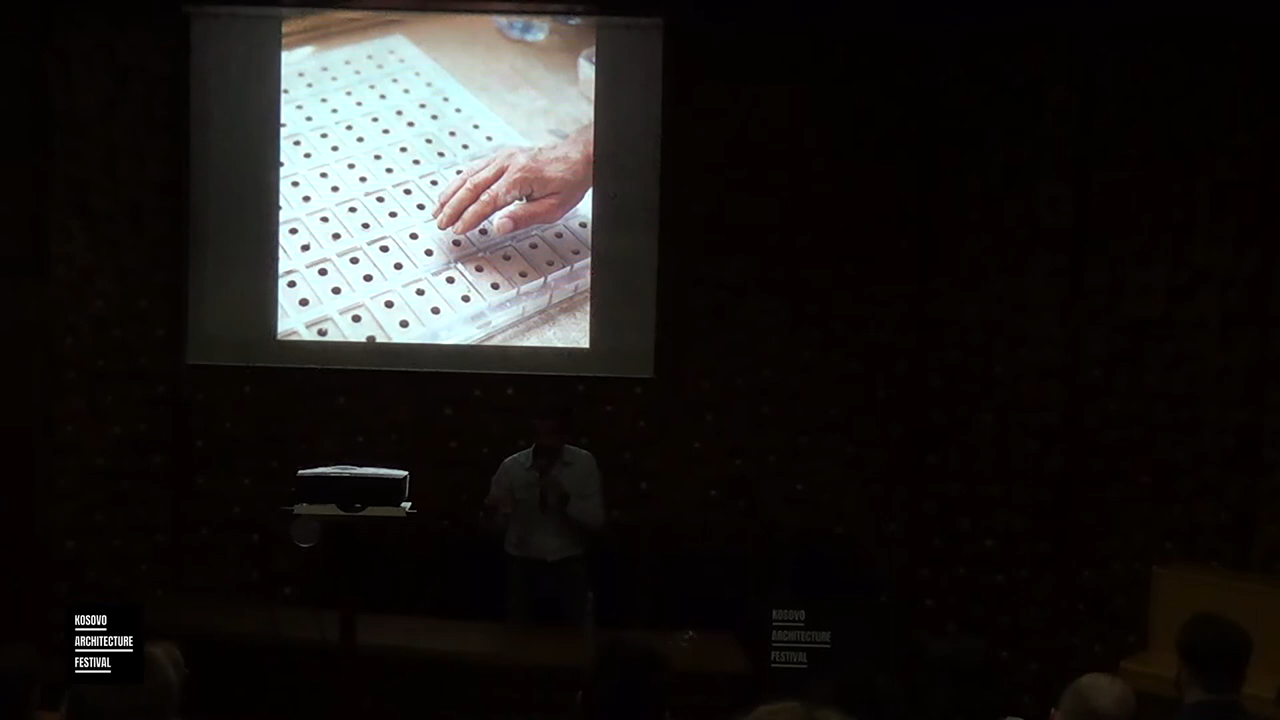 KOSOVO
ARCHITECTURE
FESTIVAL
KOSOVO
ARCHITECTURE
FESTIVAL